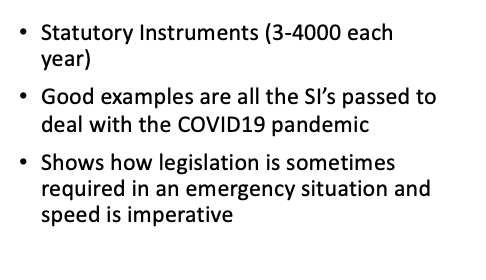 • Statutory Instruments (3-4000 each
year)
• Good examples are all the SI’s passed to
deal with the COVID19 pandemic
• Shows how legislation is sometimes
required in an emergency situation and
speed is imperative